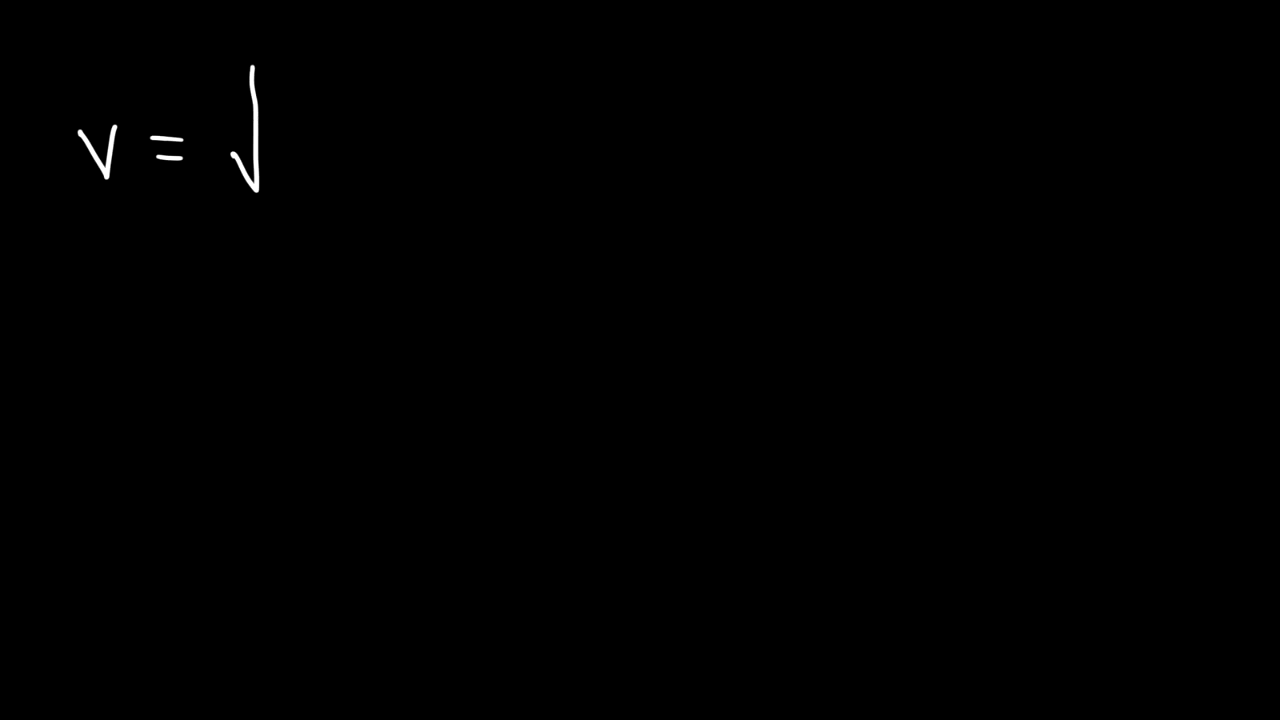 v = √